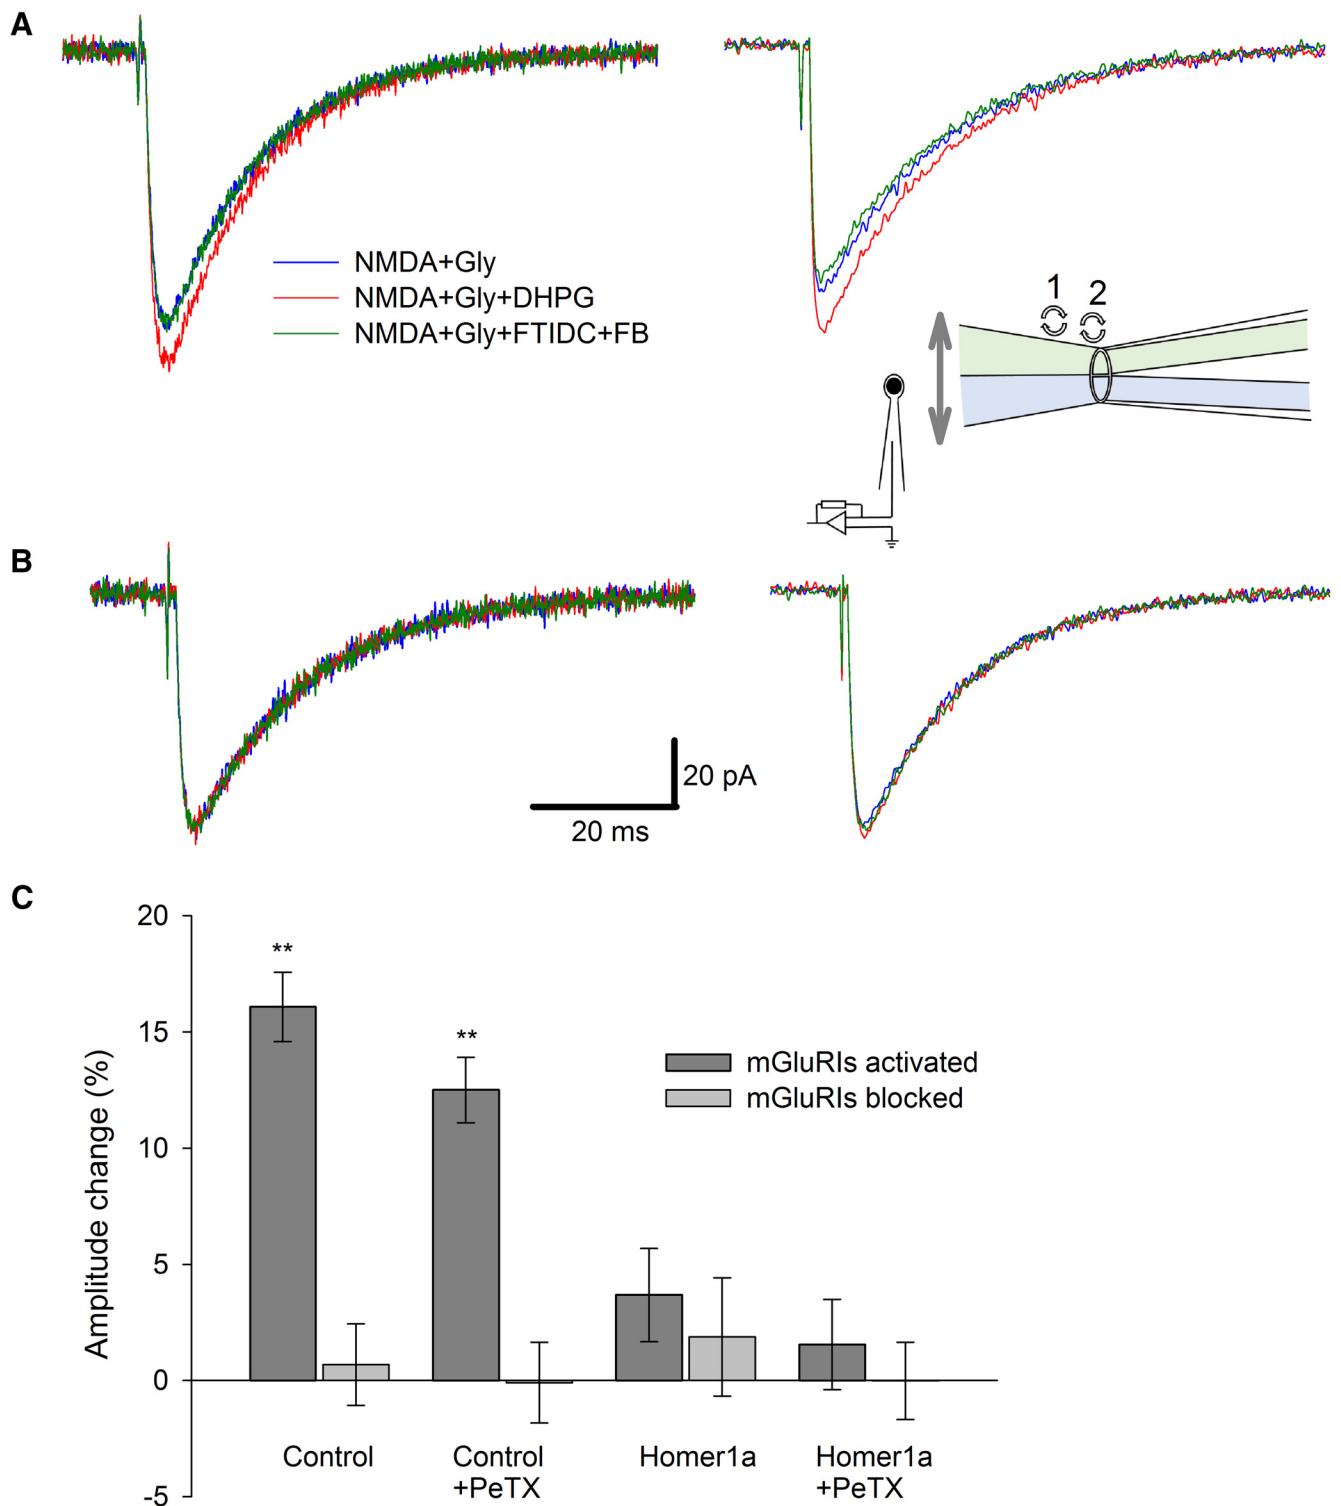 A
NMDA+Gly
NMDA+Gly+DHPG
NMDA+Gly+FTIDC+FB
1 2
B
20 pA
20 ms
C
20
15
10
5
0
-5
Amplitude change (%)
**
**
mGluRIs activated
mGluRIs blocked
Control
Control
+PeTX
Homer1a
Homer1a
+PeTX